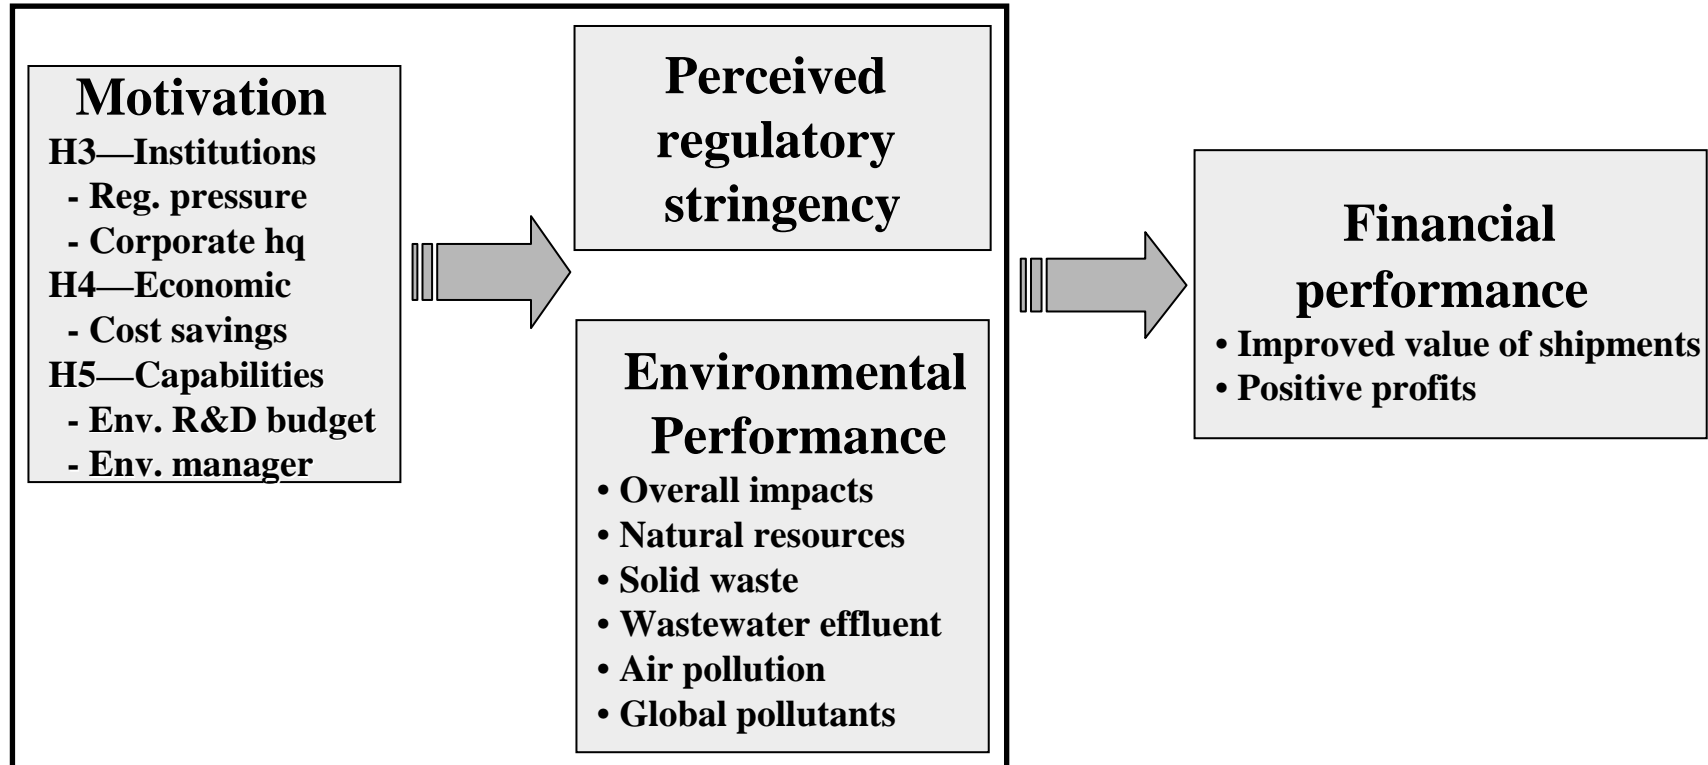 Motivation
H3—Institutions
- Reg. pressure
- Corporate hq
H4—Economic
- Cost savings
H5—Capabilities
- Env. R&D budget
- Env. manager
Perceived
regulatory
stringency
Environmental
Performance
• Overall impacts
• Natural resources
• Solid waste
• Wastewater effluent
• Air pollution
• Global pollutants
Financial
performance
• Improved value of shipments
• Positive profits